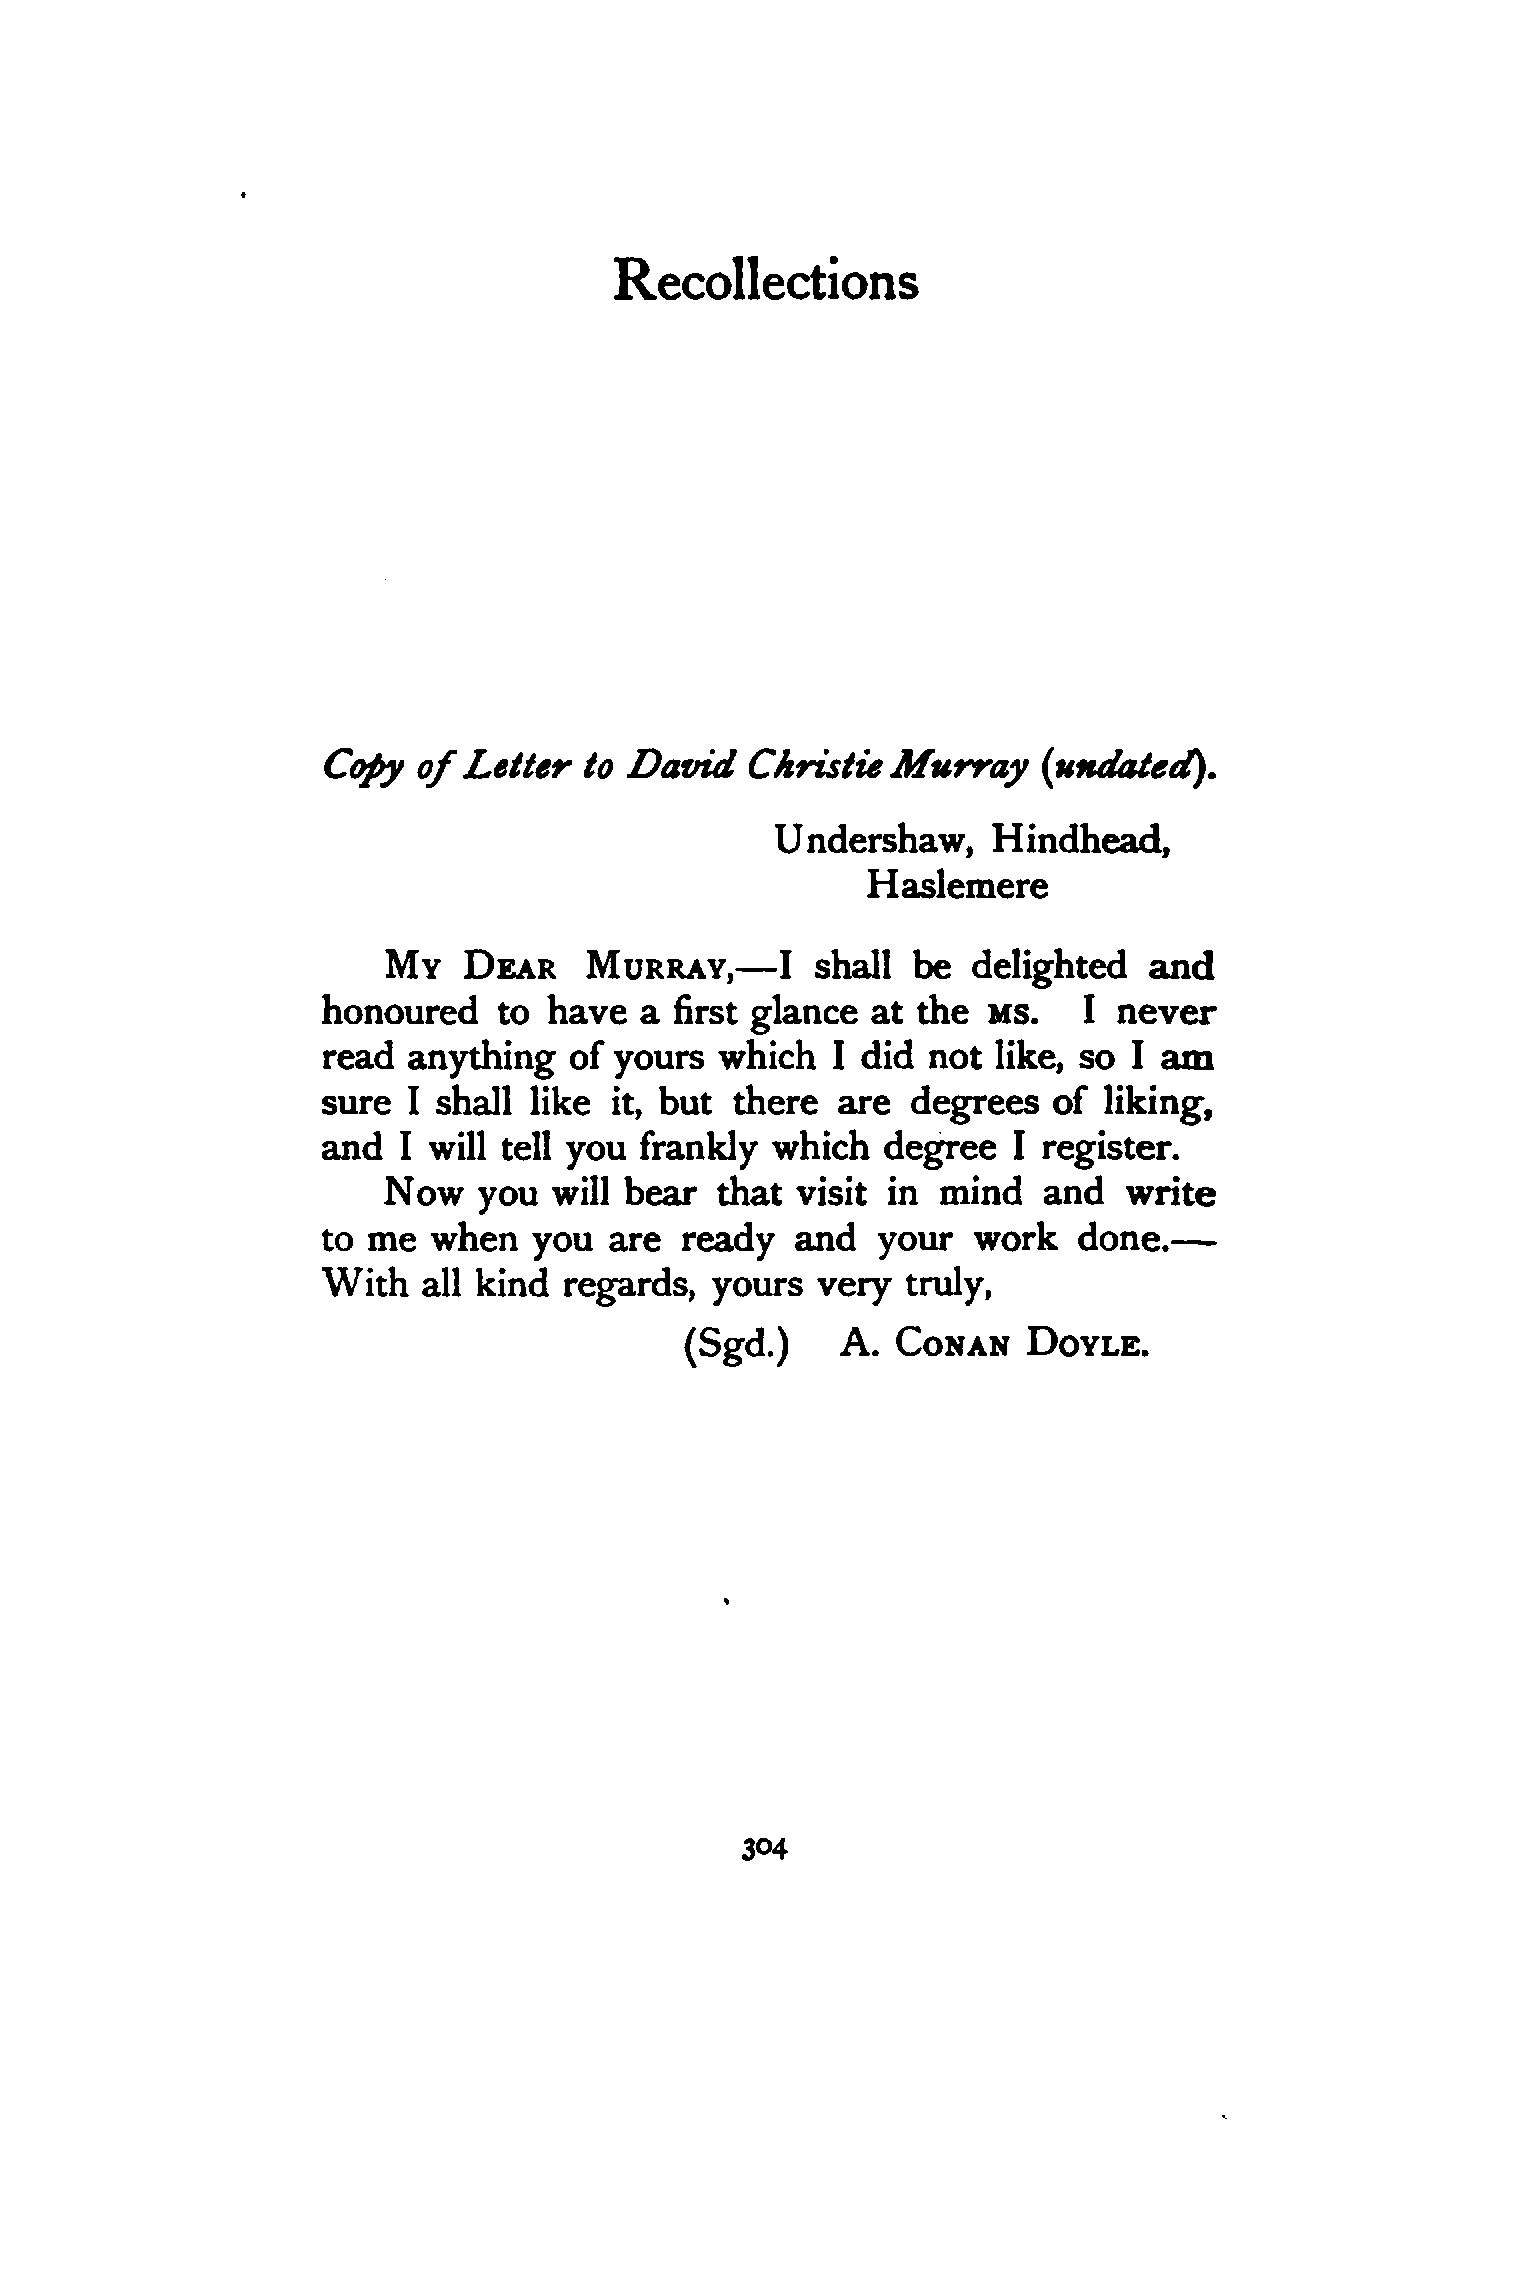 Recollections
Copy of Letter to David Christie Murray (undated).
Undershaw, Hindhead,
Haslemere
My Dear Murray,—I shall be delighted and
honoured to have a first glance at the MS. I never
read anything of yours which I did not like, so I am
sure I shall like it, but there are degrees of liking,
and I will tell you frankly which degree I register.
Now you will bear that visit in mind and write
to me when you are ready and your work done.—
With all kind regards, yours very truly,
(Sgd.) A. Conan Doyle.
304